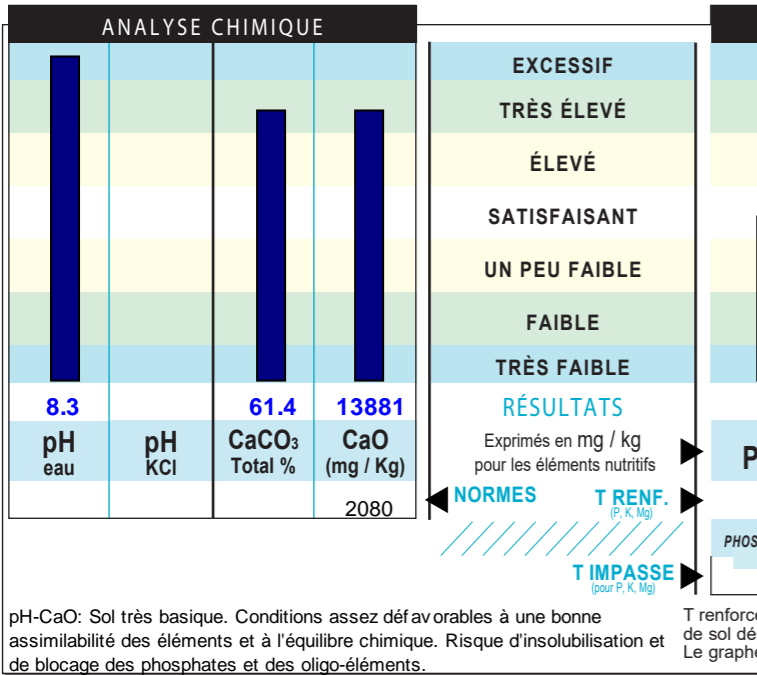 ANALYSE CHIMIQUE
EXCESSIF
TRÈS ÉLEVÉ
ÉLEVÉ
SATISFAISANT
UN PEU FAIBLE
FAIBLE
TRÈS FAIBLE
8.3 61.4 13881
pH eau
pH KCl
CaCO₃ Total %
CaO (mg / Kg)
2080
RÉSULTATS
Exprimés en mg / kg
pour les éléments nutritifs
P
NORMES
T RENF.
(P, K, Mg)
PHOS
T IMPASSE
(pour P, K, Mg)
pH-CaO: Sol très basique. Conditions assez défavorables à une bonne
assimilabilité des éléments et à l'équilibre chimique. Risque d'insolubilisation et
de blocage des phosphates et des oligo-éléments.
T renforcé
de sol dés
Le graphe